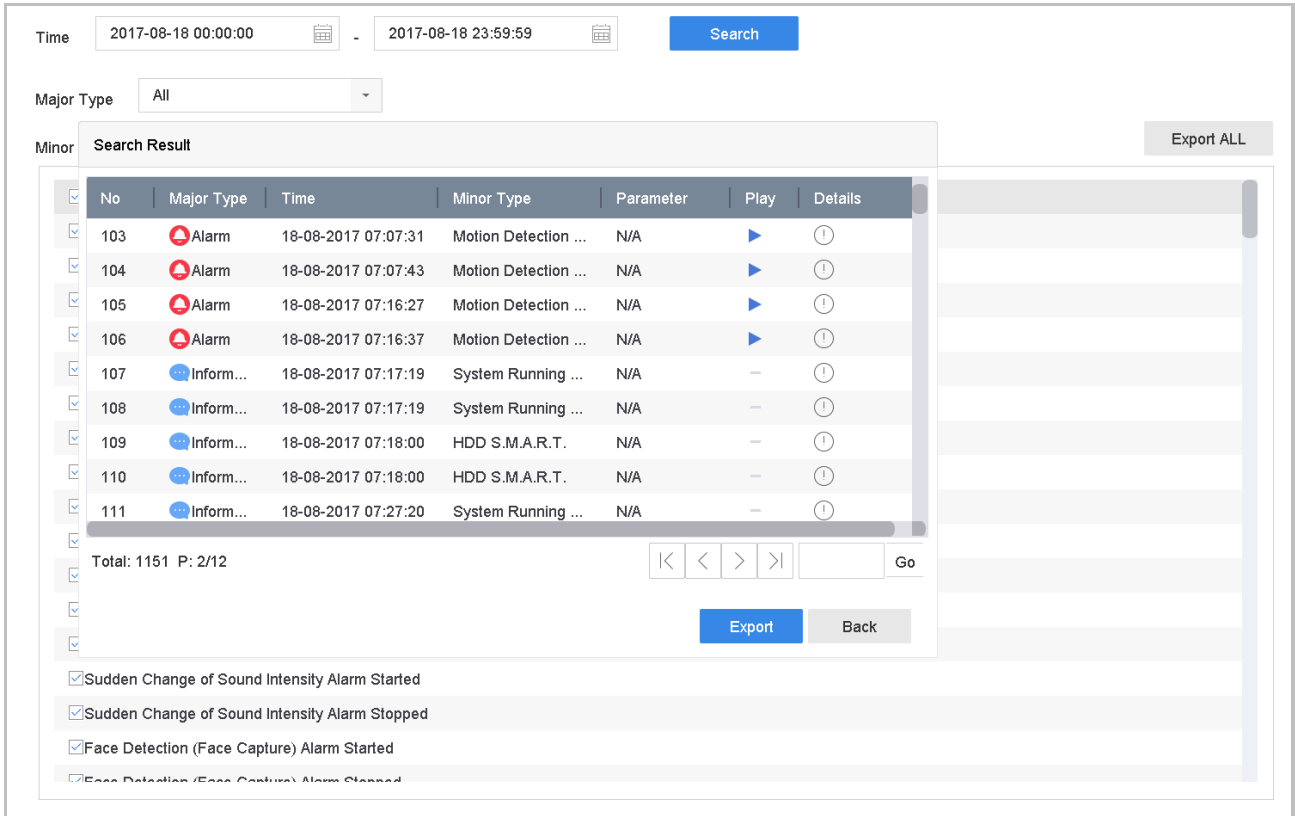 Time 2017-08-18 00:00:00 - 2017-08-18 23:59:59 Search
Major Type All
Minor Export ALL
Search Result
No Major Type Time Minor Type Parameter Play Details
103 Alarm 18-08-2017 07:07:31 Motion Detection ... N/A
104 Alarm 18-08-2017 07:07:43 Motion Detection ... N/A
105 Alarm 18-08-2017 07:16:27 Motion Detection ... N/A
106 Alarm 18-08-2017 07:16:37 Motion Detection ... N/A
107 Inform... 18-08-2017 07:17:19 System Running ... N/A –
108 Inform... 18-08-2017 07:17:19 System Running ... N/A –
109 Inform... 18-08-2017 07:18:00 HDD S.M.A.R.T. N/A –
110 Inform... 18-08-2017 07:18:00 HDD S.M.A.R.T. N/A –
111 Inform... 18-08-2017 07:27:20 System Running ... N/A –
Total: 1151 P: 2/12 Go
Export Back
Sudden Change of Sound Intensity Alarm Started
Sudden Change of Sound Intensity Alarm Stopped
Face Detection (Face Capture) Alarm Started
Face Detection (Face Capture) Alarm Stopped